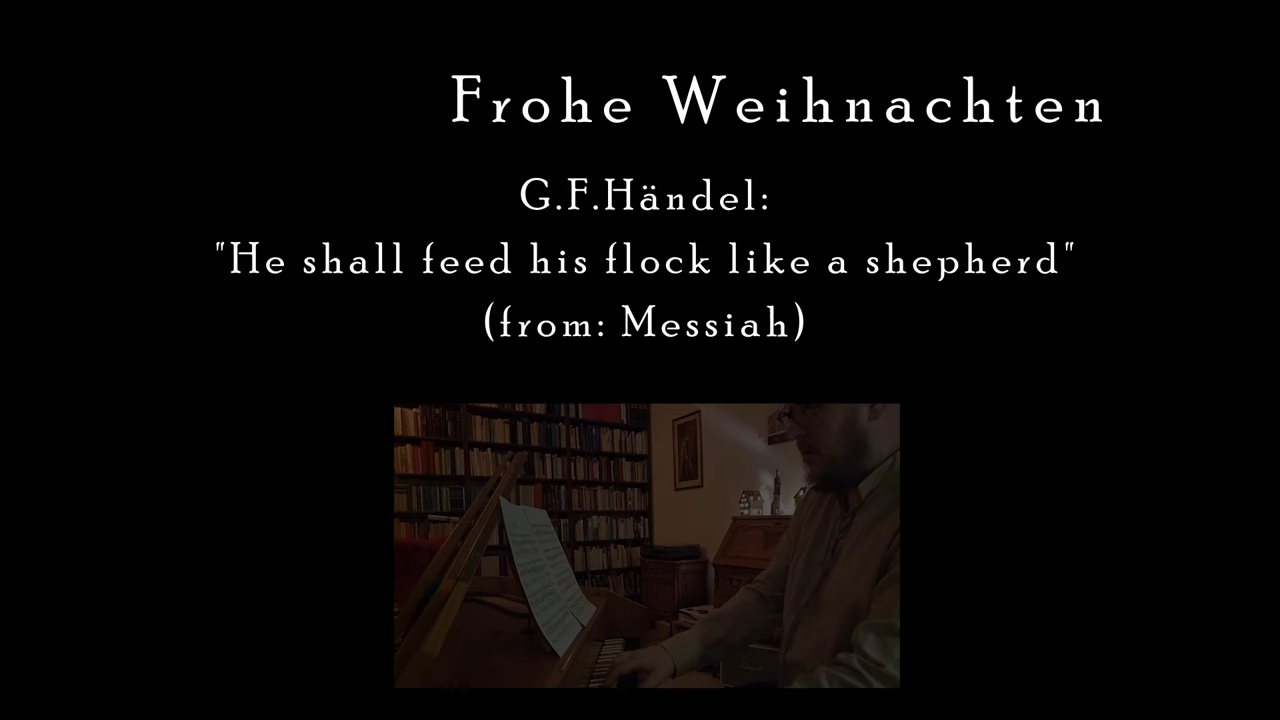 Frohe Weihnachten
G.F.Händel:
"He shall feed his flock like a shepherd"
(from: Messiah)